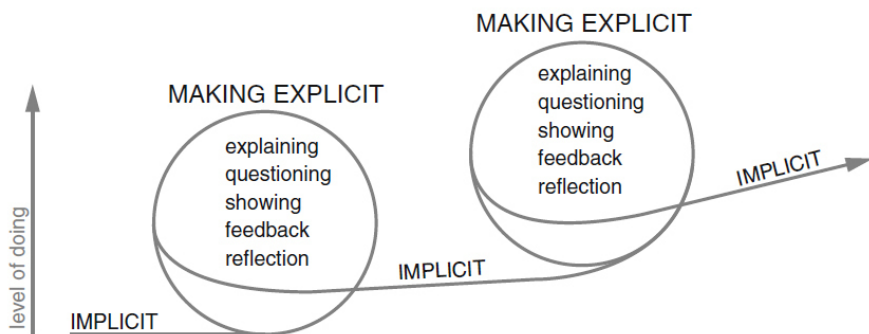 MAKING EXPLICIT
explaining
questioning
showing
feedback
reflection
IMPLICIT
MAKING EXPLICIT
explaining
questioning
showing
feedback
reflection
IMPLICIT
IMPLICIT
level of doing